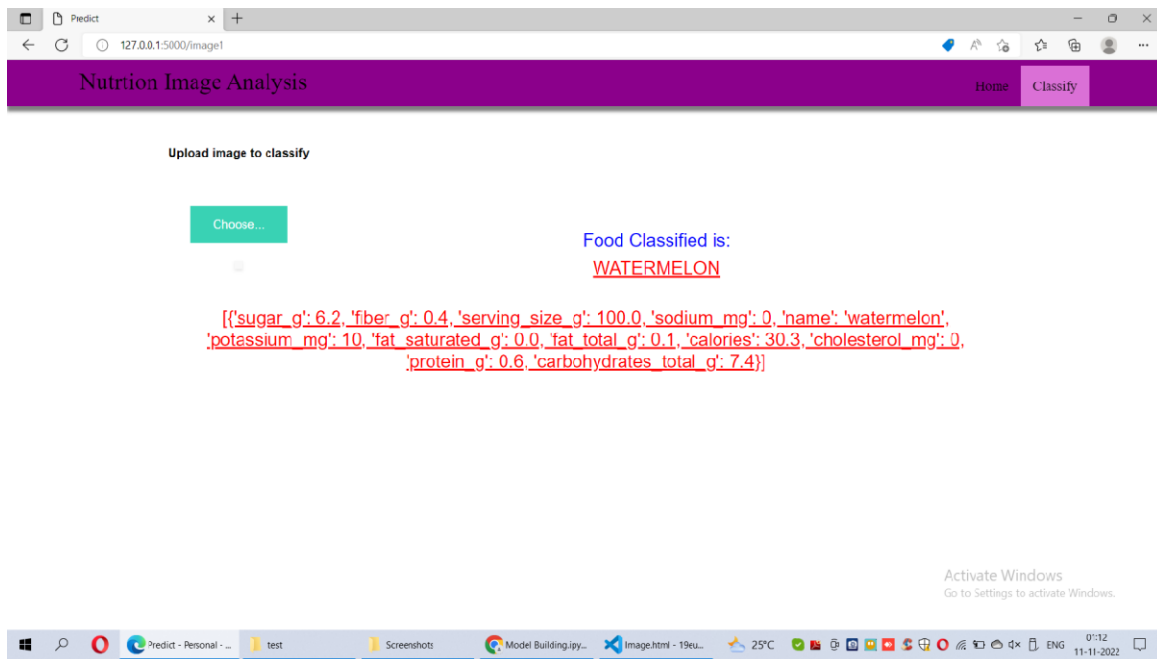 Predict
127.0.0.1:5000/image1
Nutrtion Image Analysis
Home
Classify
Upload image to classify
Choose...
Food Classified is:
WATERMELON
[{'sugar_g': 6.2, 'fiber_g': 0.4, 'serving_size_g': 100.0, 'sodium_mg': 0, 'name': 'watermelon',
'potassium_mg': 10, 'fat_saturated_g': 0.0, 'fat_total_g': 0.1, 'calories': 30.3, 'cholesterol_mg': 0,
'protein_g': 0.6, 'carbohydrates_total_g': 7.4}]
Activate Windows
Go to Settings to activate Windows.
Predict - Personal - ...
test
Screenshots
Model Building.ipy...
Image.html - 19eu...
25°C
ENG
01:12
11-11-2022